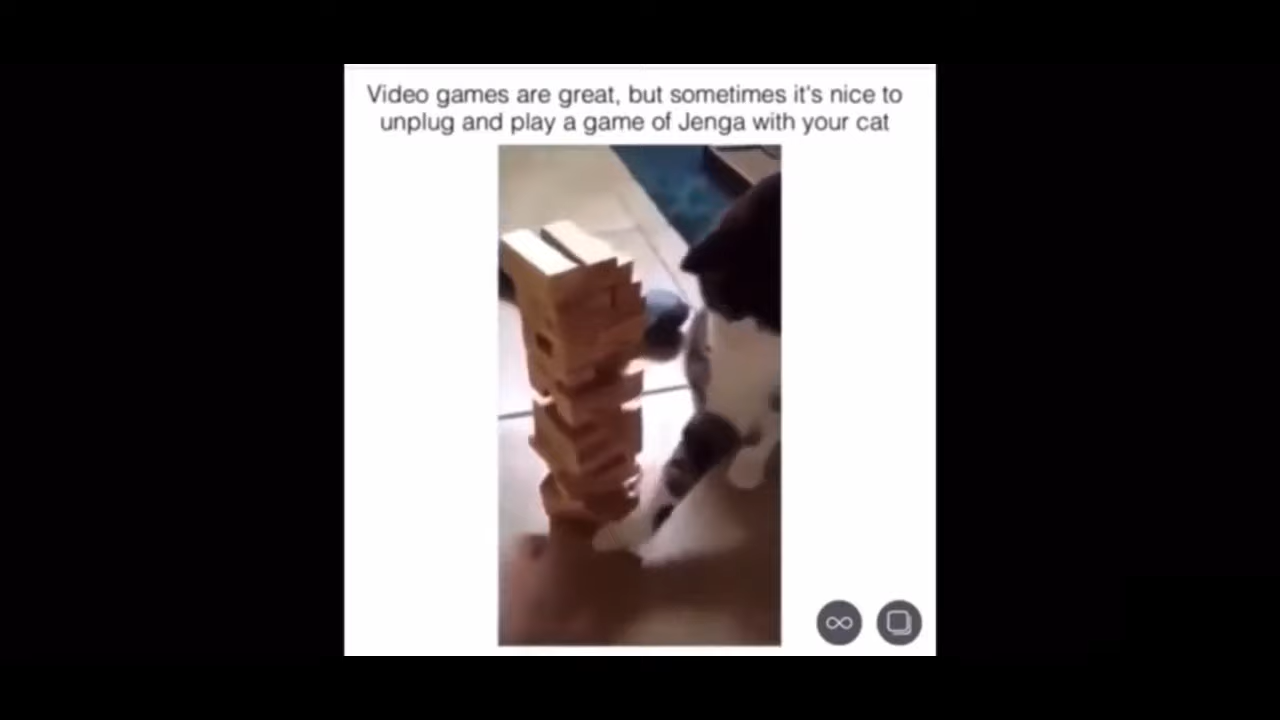 Video games are great, but sometimes it's nice to
unplug and play a game of Jenga with your cat